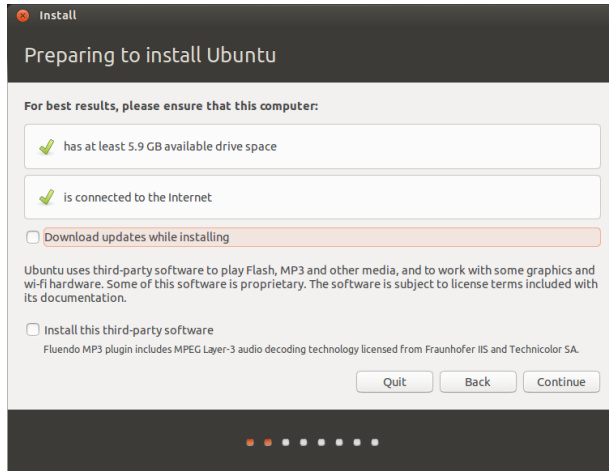 Install
Preparing to install Ubuntu
For best results, please ensure that this computer:
has at least 5.9 GB available drive space
is connected to the Internet
Download updates while installing
Ubuntu uses third-party software to play Flash, MP3 and other media, and to work with some graphics and
wi-fi hardware. Some of this software is proprietary. The software is subject to license terms included with
its documentation.
Install this third-party software
Fluendo MP3 plugin includes MPEG Layer-3 audio decoding technology licensed from Fraunhofer IIS and Technicolor SA.
Quit Back Continue